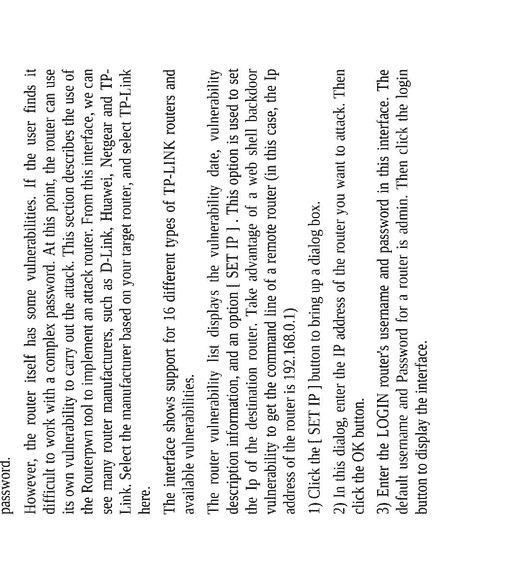 password.
However, the router itself has some vulnerabilities. If the user finds it
difficult to work with a complex password. At this point, the router can use
its own vulnerability to carry out the attack. This section describes the use of
the Routerpwn tool to implement an attack router. From this interface, we can
see many router manufacturers, such as D-Link, Huawei, Netgear and TP-
Link. Select the manufacturer based on your target router, and select TP-Link
here.
The interface shows support for 16 different types of TP-LINK routers and
available vulnerabilities.
The router vulnerability list displays the vulnerability date, vulnerability
description information, and an option [ SET IP ] . This option is used to set
the Ip of the destination router. Take advantage of a web shell backdoor
vulnerability to get the command line of a remote router (in this case, the Ip
address of the router is 192.168.0.1)
1) Click the [ SET IP ] button to bring up a dialog box.
2) In this dialog, enter the IP address of the router you want to attack. Then
click the OK button.
3) Enter the LOGIN router's username and password in this interface. The
default username and Password for a router is admin. Then click the login
button to display the interface.